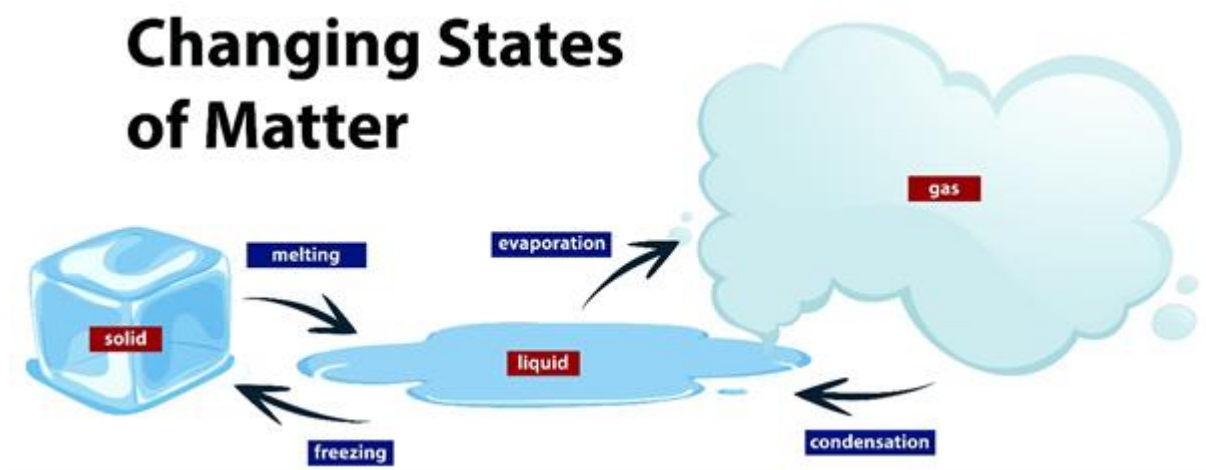 Changing States
of Matter
gas
evaporation
melting
solid
liquid
condensation
freezing